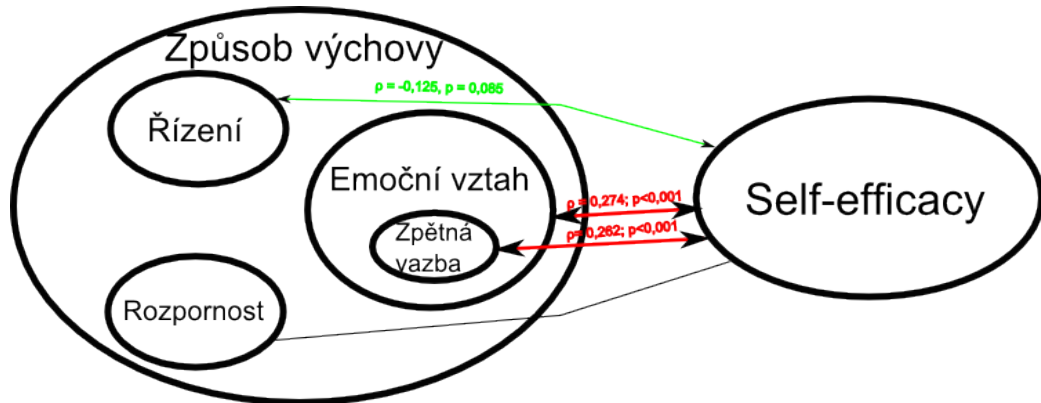 Způsob výchovy
ρ = -0,125, p = 0,085
Řízení
Emoční vztah
ρ = 0,274; p<0,001
Self-efficacy
ρ= 0,262; p<0,001
Zpětná
vazba
Rozpornost